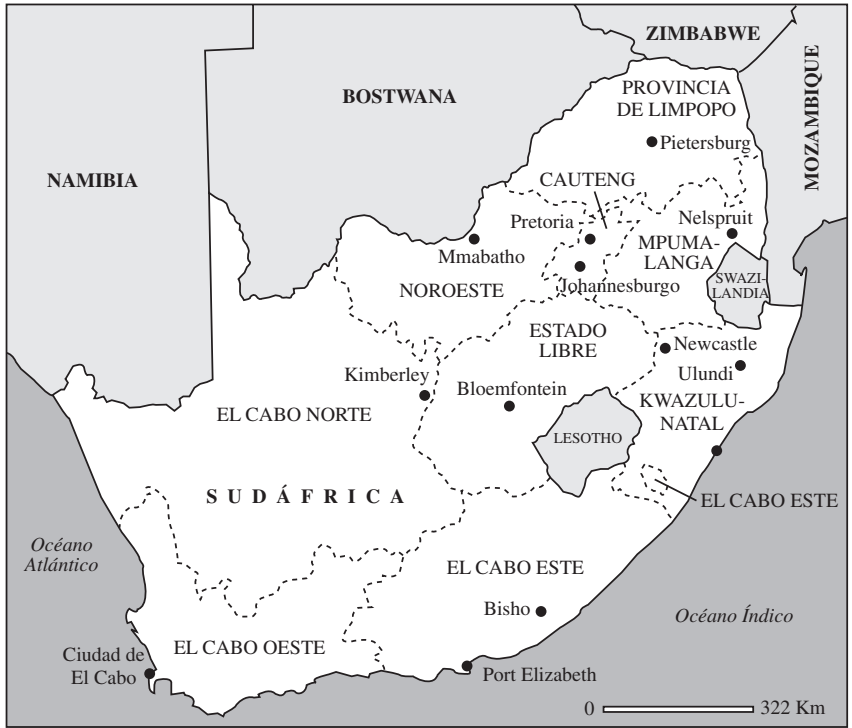 ZIMBABWE
BOSTWANA
PROVINCIA
DE LIMPOPO
MOZAMBIQUE
Pietersburg
NAMIBIA
CAUTENG
Pretoria
Nelspruit
Mmabatho
MPUMA-
LANGA
Johannesburgo
SWAZI-
LANDIA
NOROESTE
ESTADO
LIBRE
Newcastle
Kimberley
Ulundi
Bloemfontein
EL CABO NORTE
KWAZULU-
NATAL
LESOTHO
SUDÁFRICA
EL CABO ESTE
Océano
Atlántico
EL CABO ESTE
Bisho
Océano Índico
EL CABO OESTE
Ciudad de
El Cabo
Port Elizabeth
0 322 Km